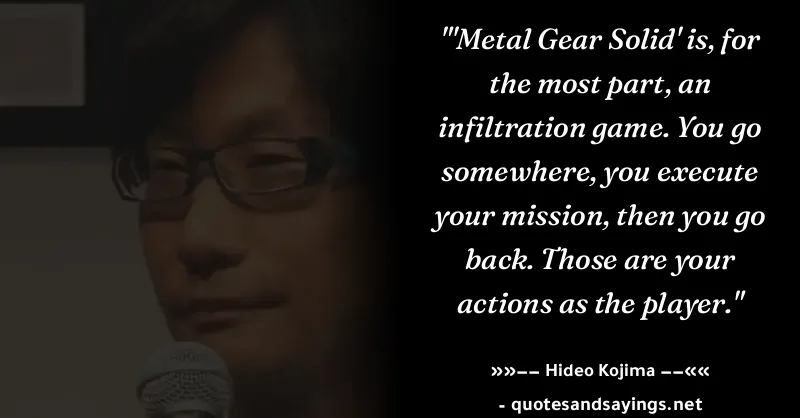 "'Metal Gear Solid' is, for
the most part, an
infiltration game. You go
somewhere, you execute
your mission, then you go
back. Those are your
actions as the player."
»»–– Hideo Kojima ––««
- quotesandsayings.net